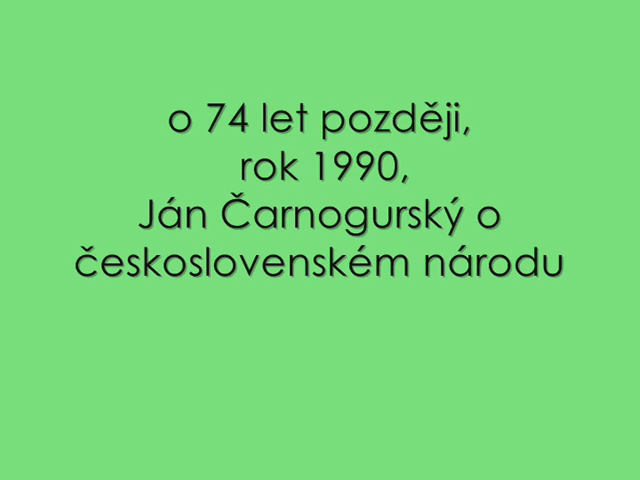 o 74 let později,
rok 1990,
Ján Čarnogurský o
československém národu